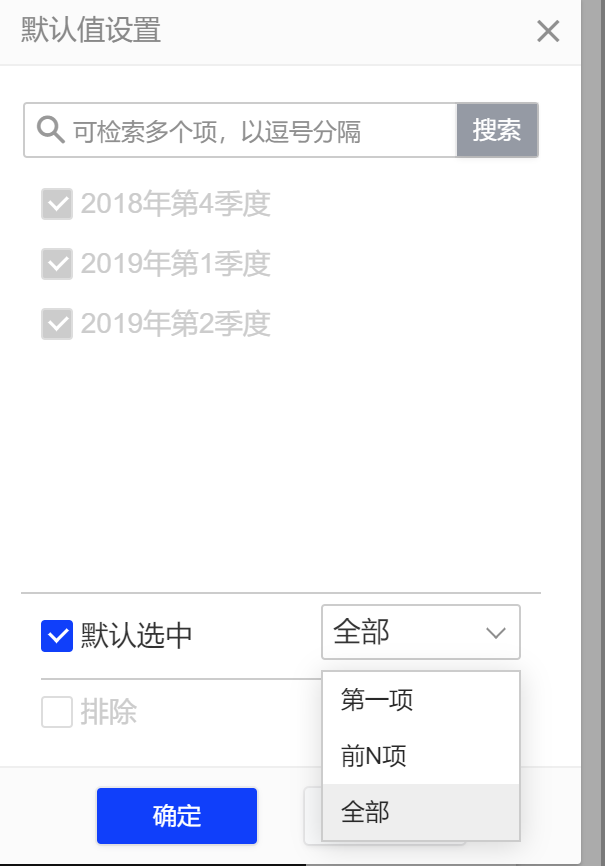 默认值设置
可检索多个项，以逗号分隔 搜索
2018年第4季度
2019年第1季度
2019年第2季度
默认选中 全部
第一项
排除
前N项
全部
确定